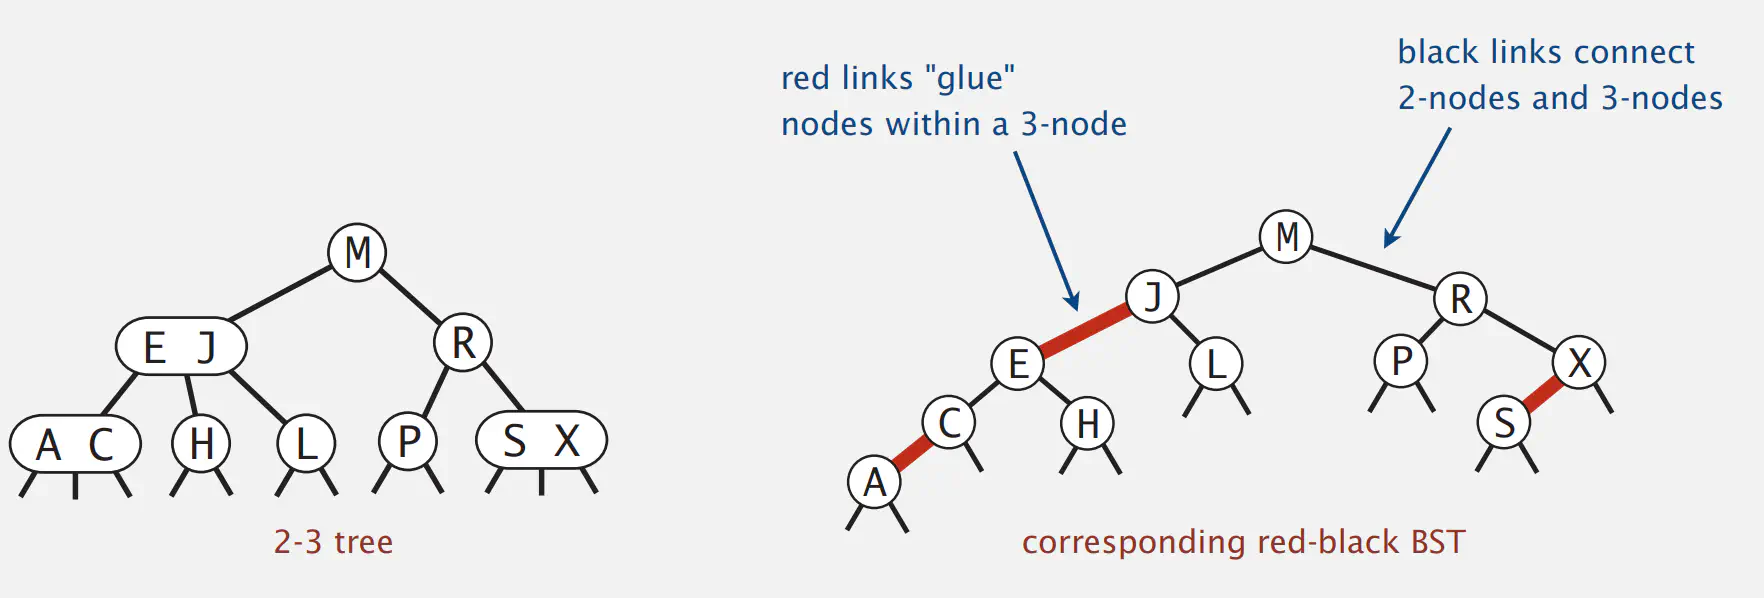 red links "glue"
nodes within a 3-node
black links connect
2-nodes and 3-nodes
M
E J
R
A C
H
L
P
S X
2-3 tree
M
J
R
E
L
P
X
C
H
S
A
corresponding red-black BST